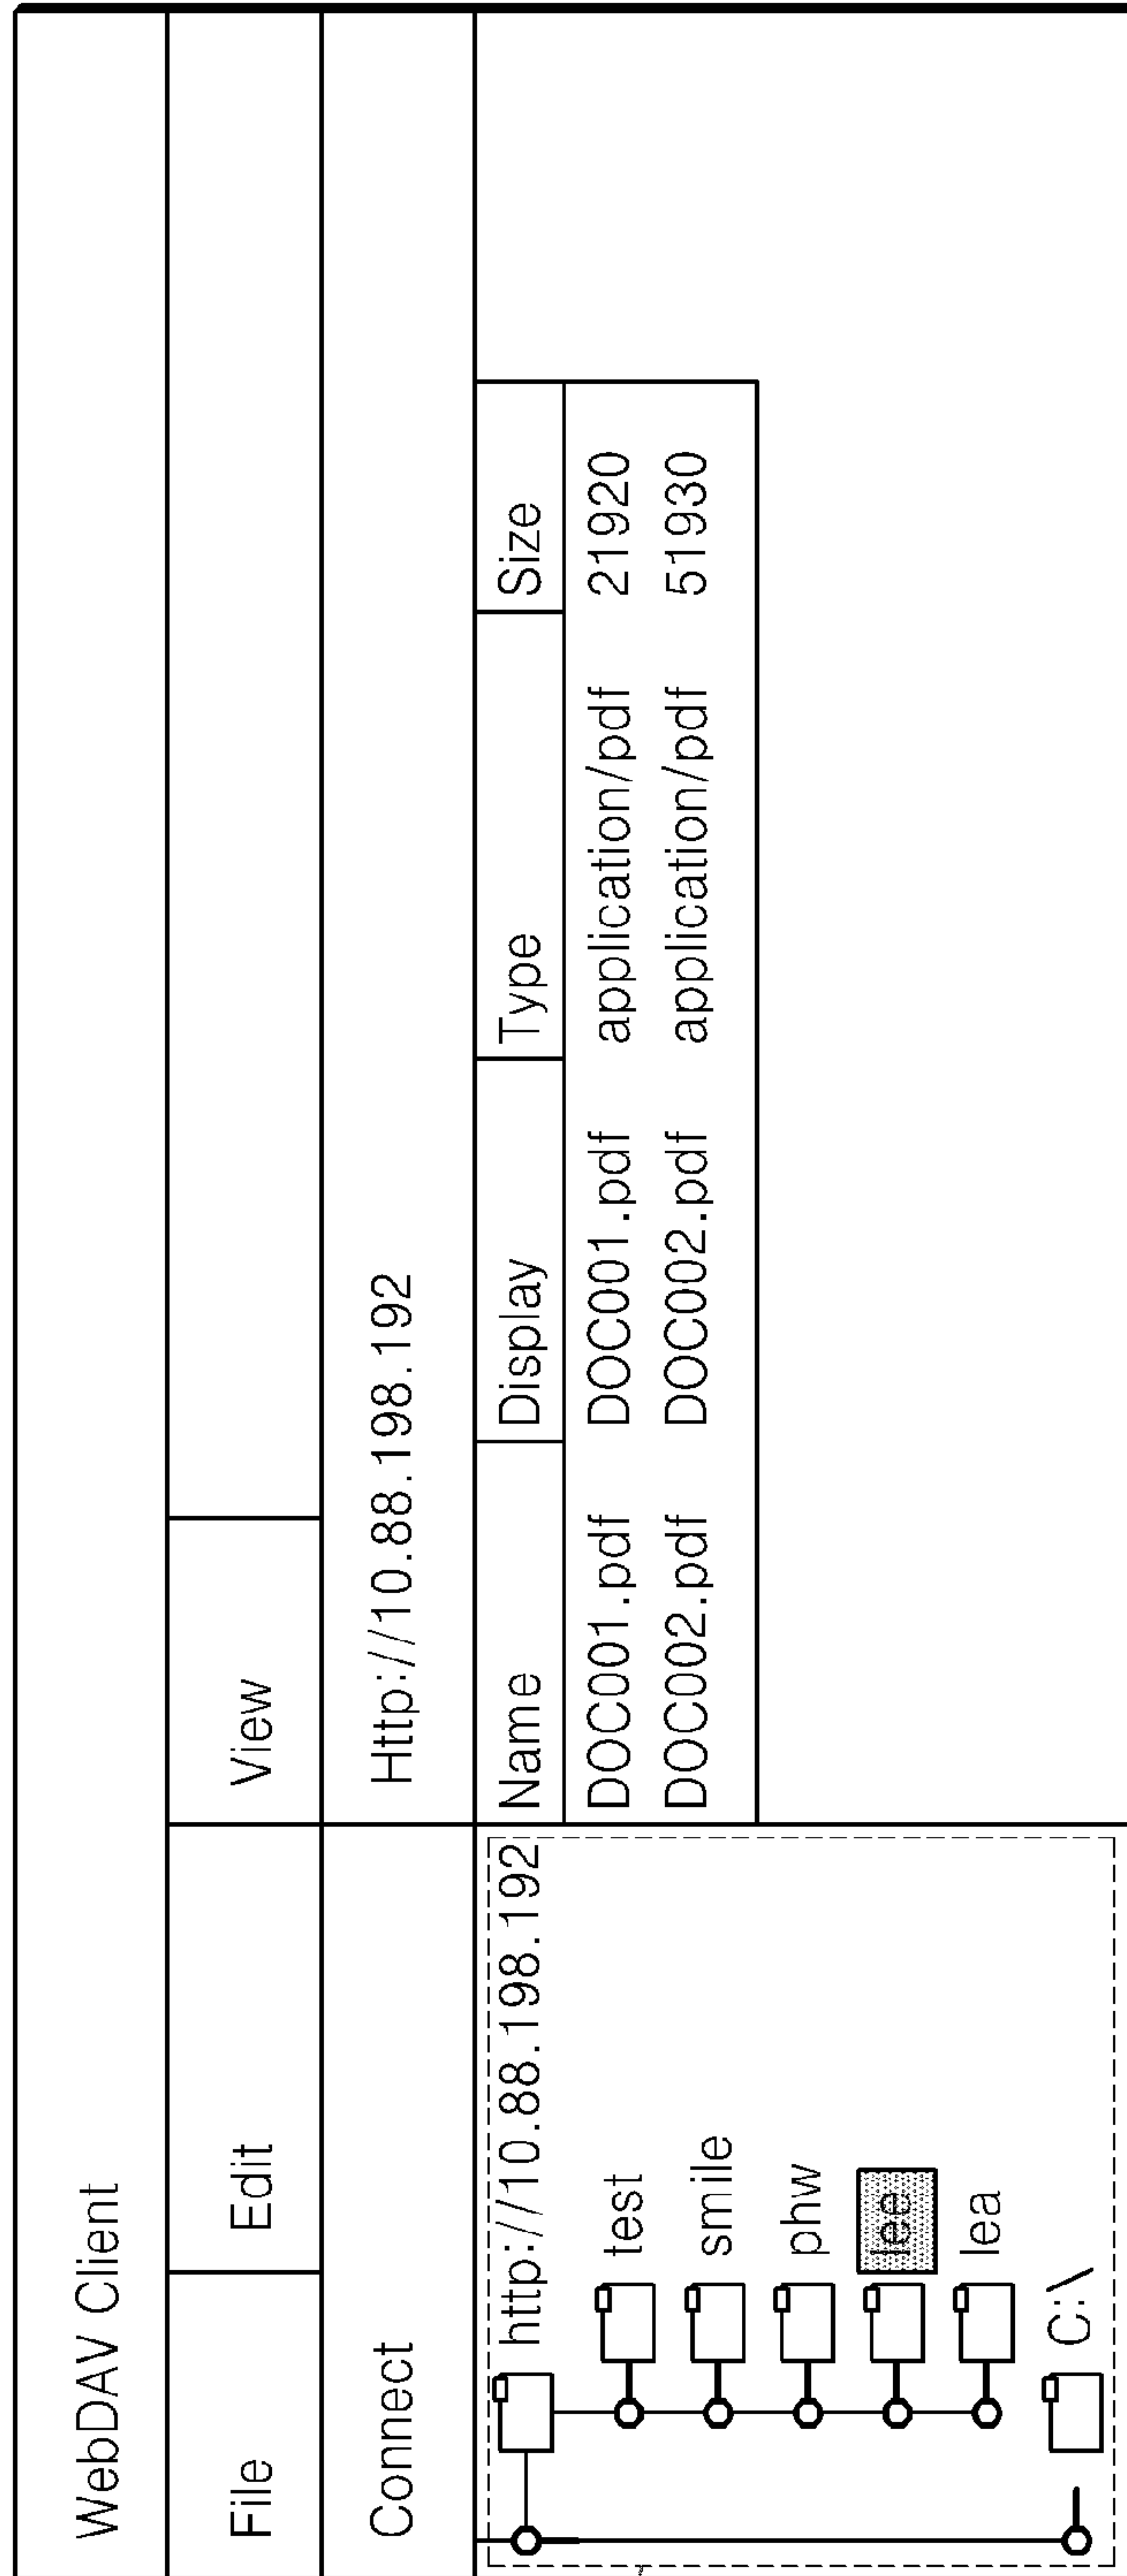 WebDAV Client
File Edit View
Connect Http://10.88.198.192
http://10.88.198.192
test
smile
phw
lee
lea
C:\
Name Display Type Size
DOC001.pdf DOC001.pdf application/pdf 21920
DOC002.pdf DOC002.pdf application/pdf 51930